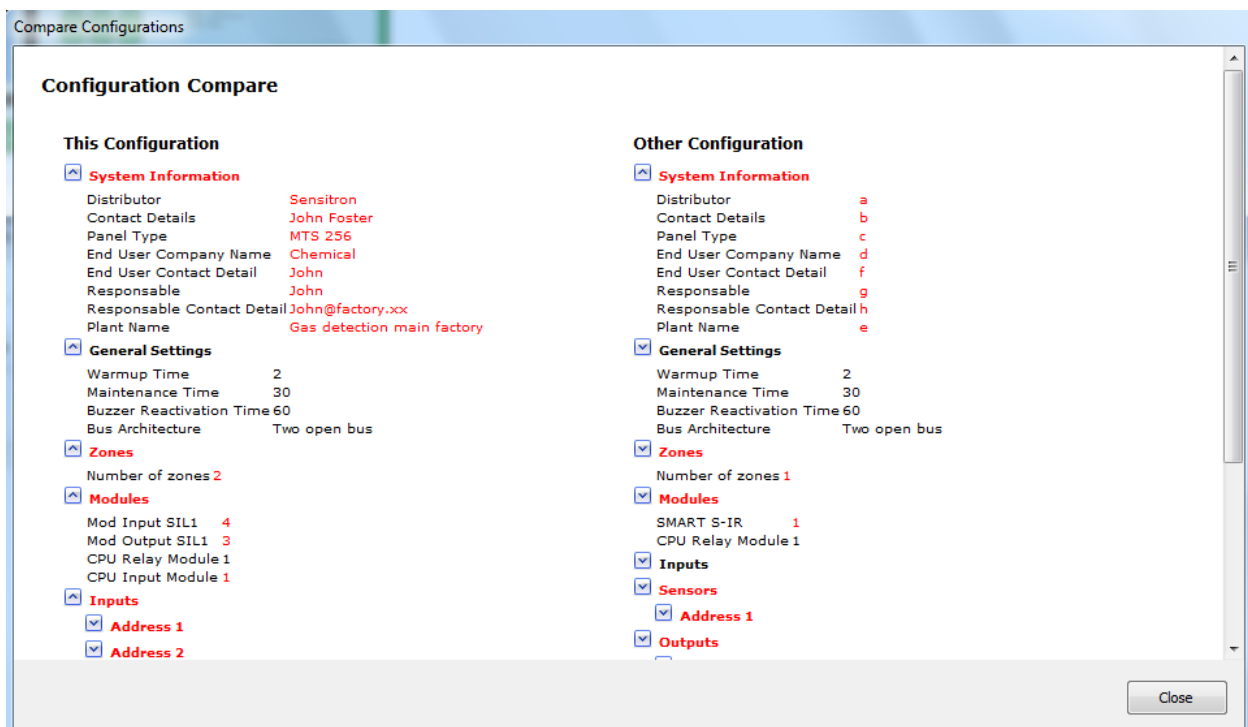 Compare Configurations
Configuration Compare
This Configuration
System Information
Distributor Sensitron
Contact Details John Foster
Panel Type MTS 256
End User Company Name Chemical
End User Contact Detail John
Responsable John
Responsable Contact Detail John@factory.xx
Plant Name Gas detection main factory
General Settings
Warmup Time 2
Maintenance Time 30
Buzzer Reactivation Time 60
Bus Architecture Two open bus
Zones
Number of zones 2
Modules
Mod Input SIL1 4
Mod Output SIL1 3
CPU Relay Module 1
CPU Input Module 1
Inputs
Address 1
Address 2
Other Configuration
System Information
Distributor a
Contact Details b
Panel Type c
End User Company Name d
End User Contact Detail f
Responsable g
Responsable Contact Detail h
Plant Name e
General Settings
Warmup Time 2
Maintenance Time 30
Buzzer Reactivation Time 60
Bus Architecture Two open bus
Zones
Number of zones 1
Modules
SMART S-IR 1
CPU Relay Module 1
Inputs
Sensors
Address 1
Outputs
Close